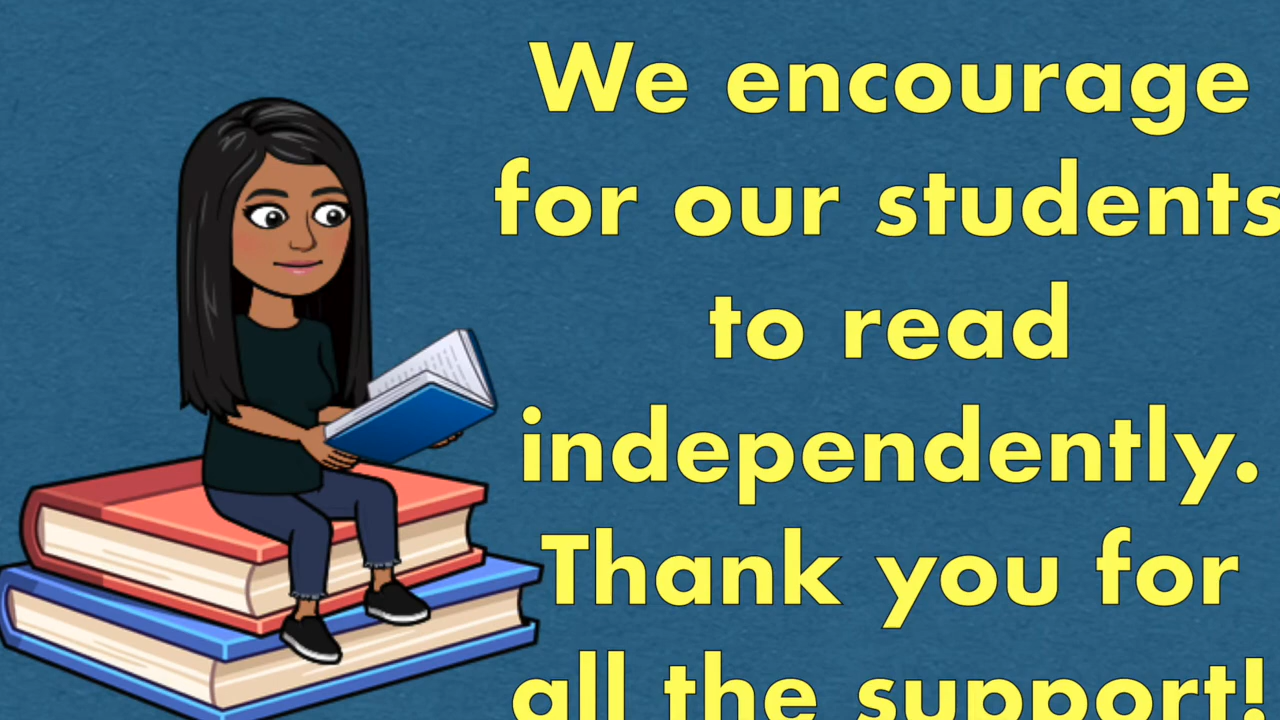 We encourage
for our students
to read
independently.
Thank you for
all the support!